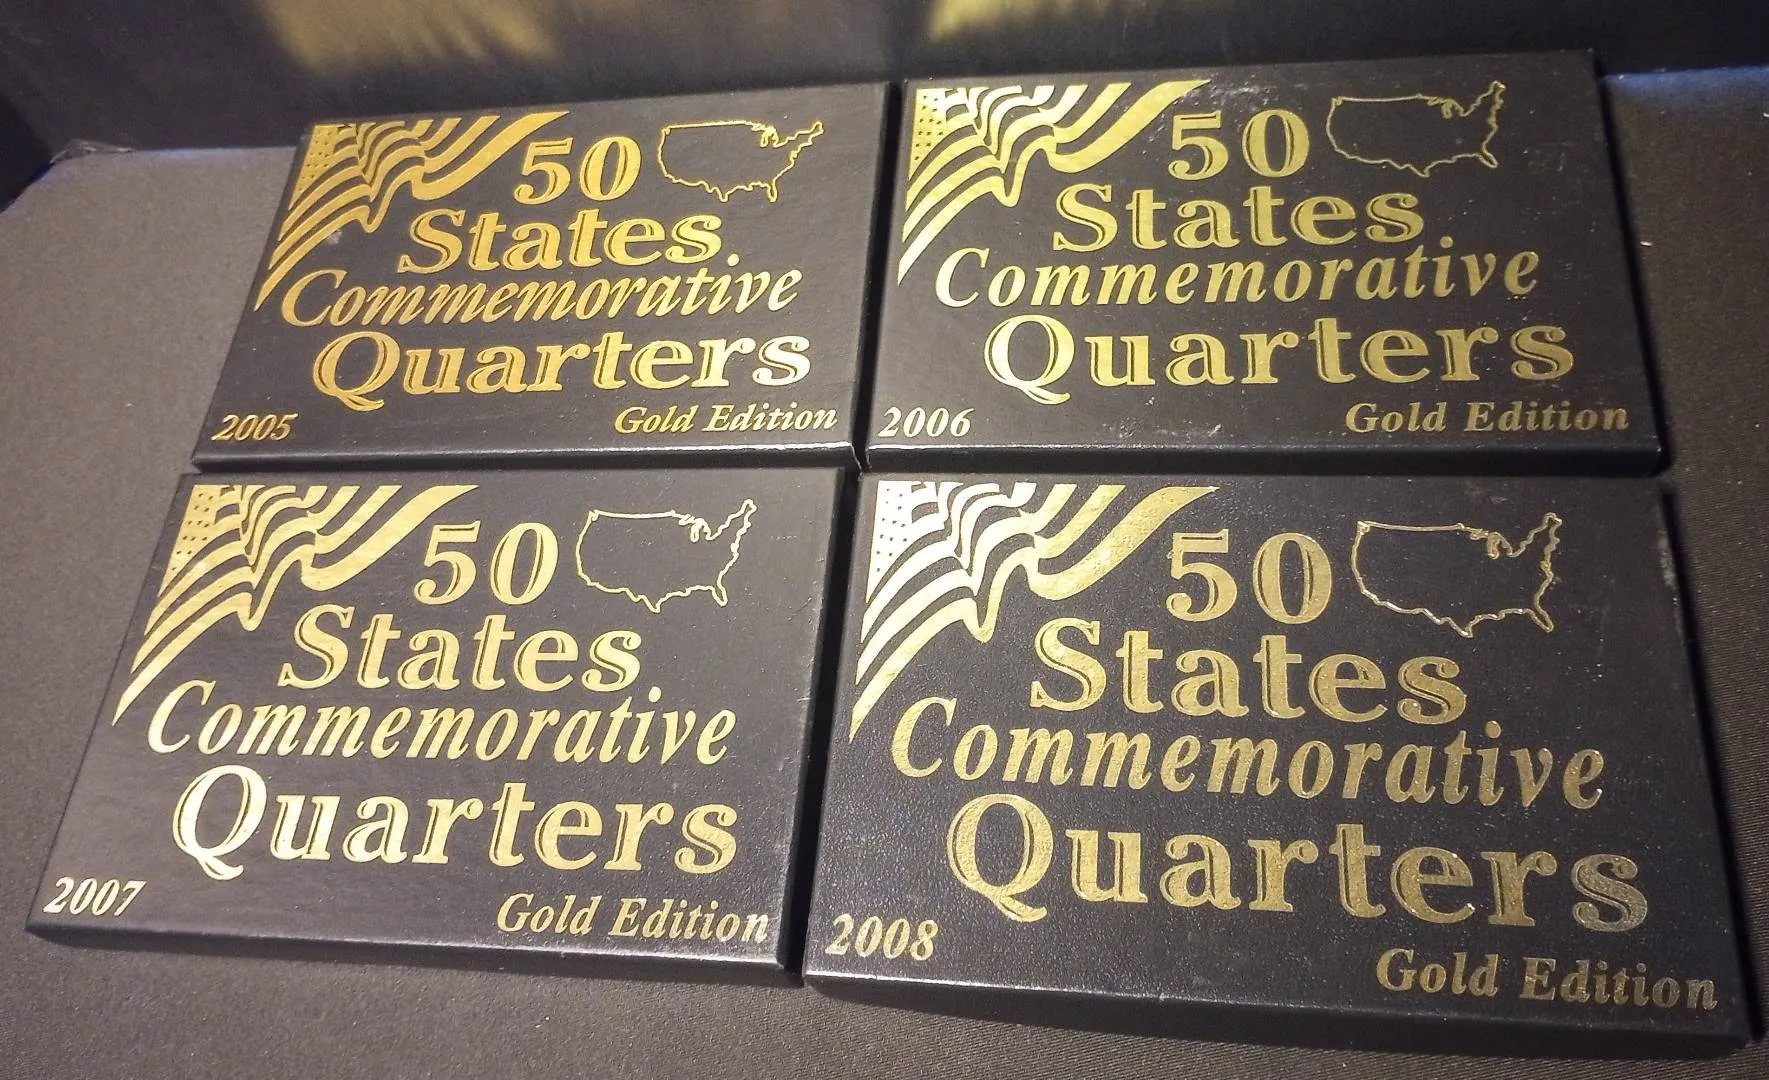 50
States
Commemorative
Quarters
2005 Gold Edition
50
States
Commemorative
Quarters
2006 Gold Edition
50
States
Commemorative
Quarters
2007 Gold Edition
50
States
Commemorative
Quarters
2008 Gold Edition